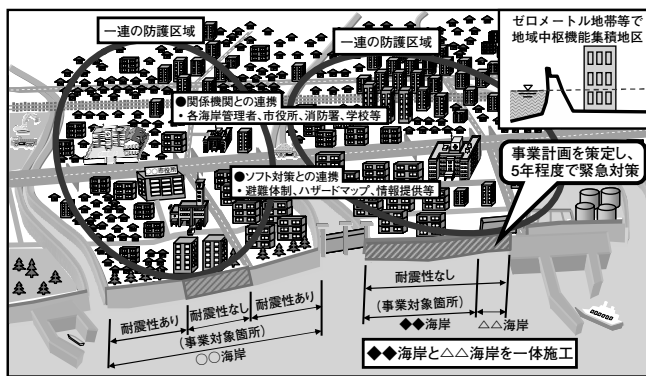 一連の防護区域
一連の防護区域
ゼロメートル地帯等で
地域中枢機能集積地区
●関係機関との連携
・各海岸管理者、市役所、消防署、学校等
○市役所
●ソフト対策との連携
・避難体制、ハザードマップ、情報提供等
事業計画を策定し、
5年程度で緊急対策
耐震性あり
耐震性なし
耐震性あり
(事業対象箇所)
○○海岸
耐震性なし
(事業対象箇所)
◆◆海岸
△△海岸
◆◆海岸と△△海岸を一体施工